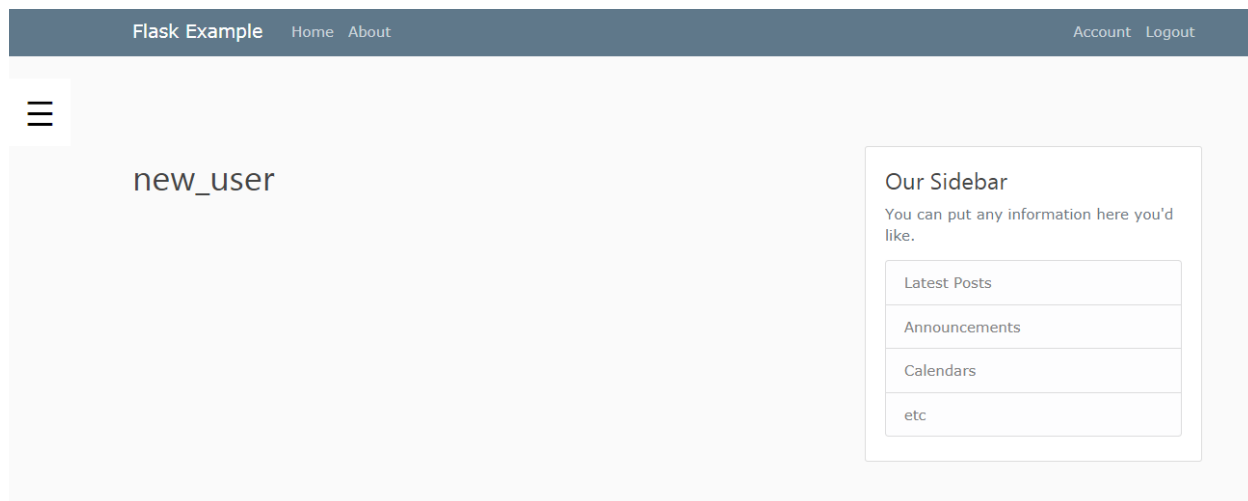 Flask Example Home About Account Logout
☰
new_user
Our Sidebar
You can put any information here you'd
like.
Latest Posts
Announcements
Calendars
etc